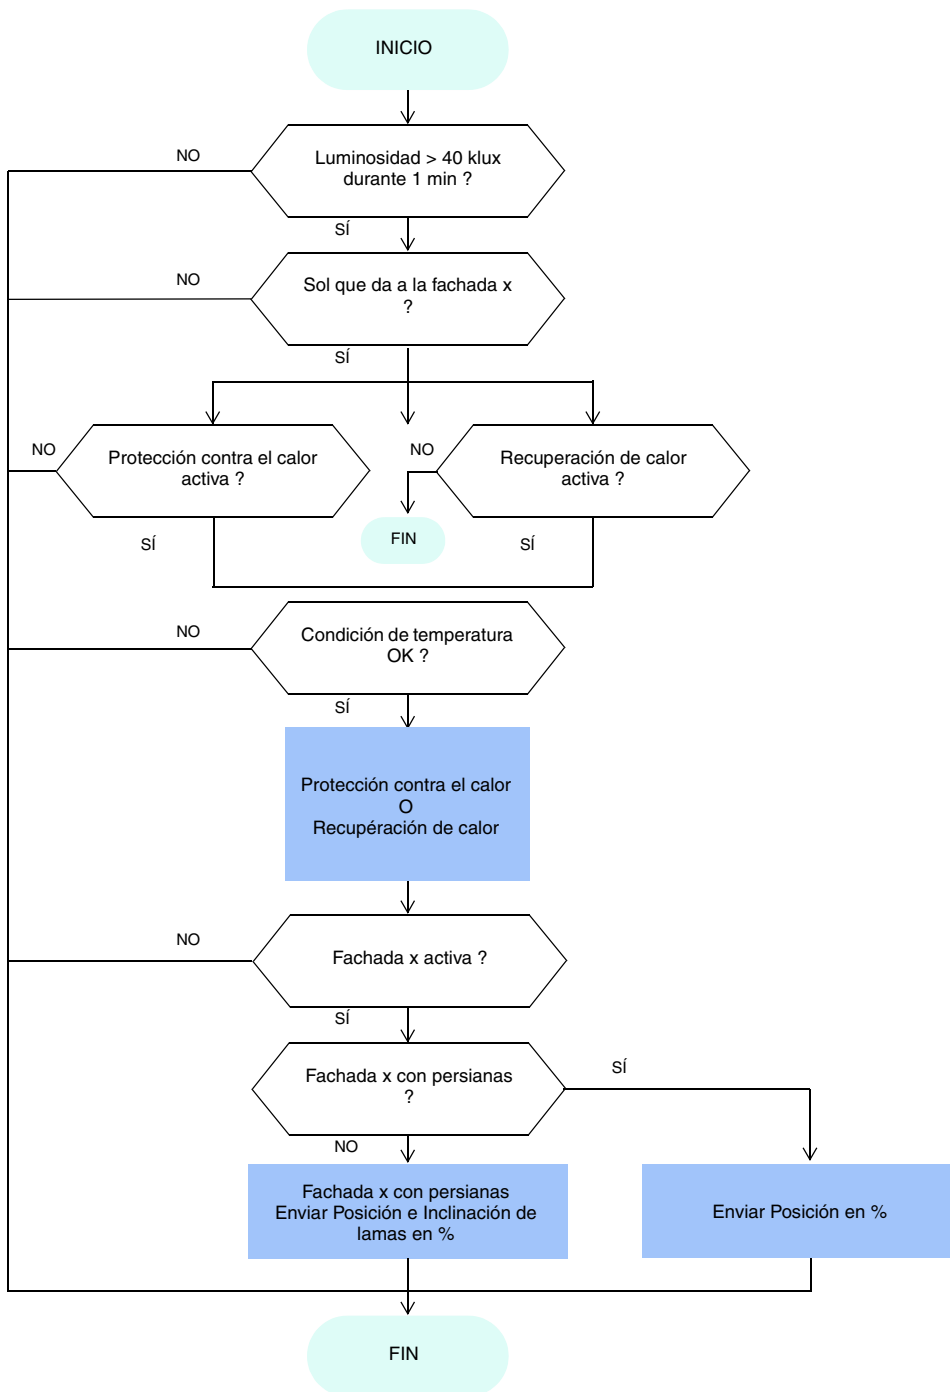 INICIO
NO
Luminosidad > 40 klux
durante 1 min ?
SÍ
NO
Sol que da a la fachada x
?
SÍ
NO
Protección contra el calor
activa ?
NO
Recuperación de calor
activa ?
SÍ
FIN
SÍ
NO
Condición de temperatura
OK ?
SÍ
Protección contra el calor
O
Recupéración de calor
NO
Fachada x activa ?
SÍ
Fachada x con persianas
?
SÍ
NO
Fachada x con persianas
Enviar Posición e Inclinación de
lamas en %
Enviar Posición en %
FIN